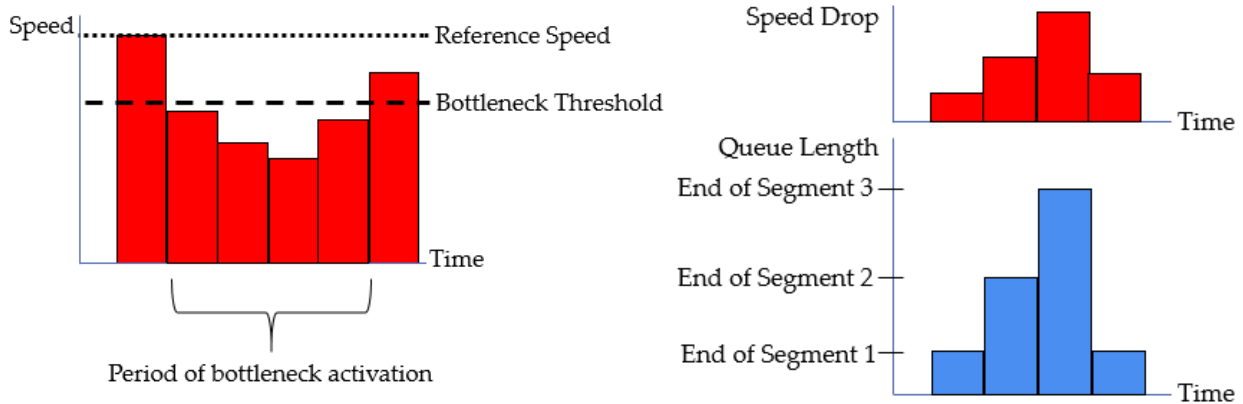 Speed
Reference Speed
Bottleneck Threshold
Time
Period of bottleneck activation
Speed Drop
Time
Queue Length
End of Segment 3
End of Segment 2
End of Segment 1
Time